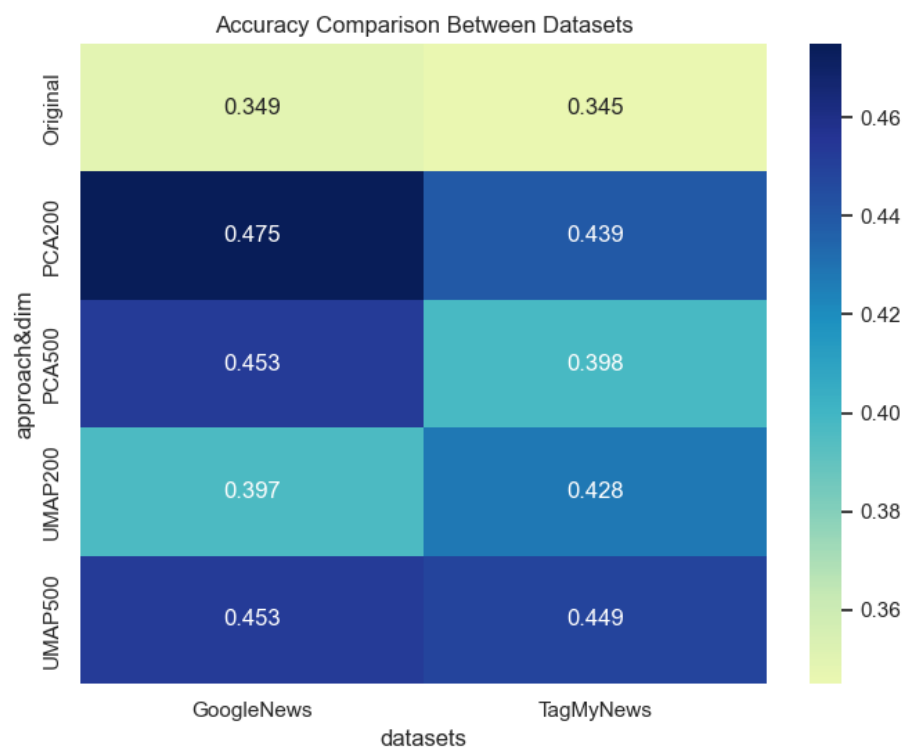 Accuracy Comparison Between Datasets
approach&dim
Original
0.349 0.345
PCA200
0.475 0.439
PCA500
0.453 0.398
UMAP200
0.397 0.428
UMAP500
0.453 0.449
GoogleNews TagMyNews
datasets
0.46
0.44
0.42
0.40
0.38
0.36